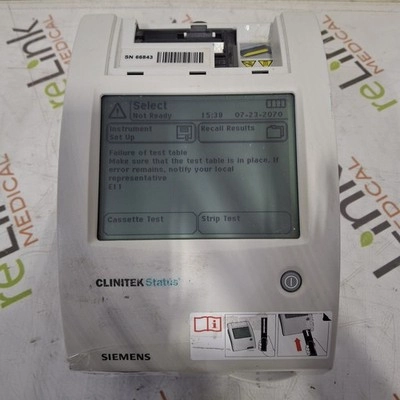 SN 66843
Select
Not Ready
15:38 07-23-2070
Instrument
Set Up
Recall Results
Failure of test table
Make sure that the test table is in place. If
error remains, notify your local
representative
E11
Cassette Test
Strip Test
CLINITEK Status®
SIEMENS
reLink
MEDICAL
reLink
MEDICAL
reLink
MEDICAL
reLink
MEDICAL